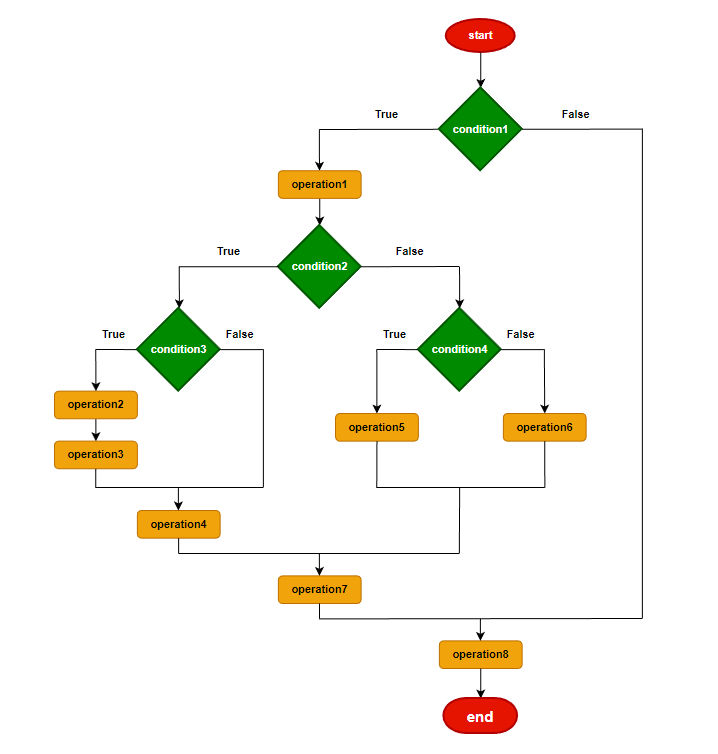 start
True
False
condition1
operation1
True
False
condition2
True
False
True
False
condition3
condition4
operation2
operation5
operation6
operation3
operation4
operation7
operation8
end